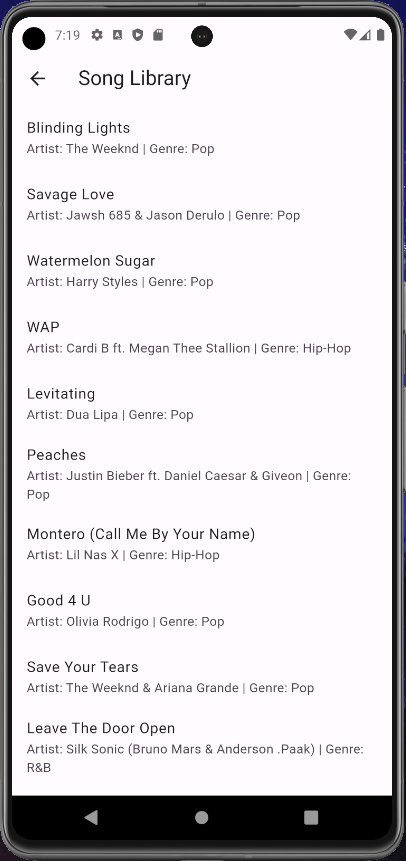 7:19
Song Library
Blinding Lights
Artist: The Weeknd | Genre: Pop
Savage Love
Artist: Jawsh 685 & Jason Derulo | Genre: Pop
Watermelon Sugar
Artist: Harry Styles | Genre: Pop
WAP
Artist: Cardi B ft. Megan Thee Stallion | Genre: Hip-Hop
Levitating
Artist: Dua Lipa | Genre: Pop
Peaches
Artist: Justin Bieber ft. Daniel Caesar & Giveon | Genre:
Pop
Montero (Call Me By Your Name)
Artist: Lil Nas X | Genre: Hip-Hop
Good 4 U
Artist: Olivia Rodrigo | Genre: Pop
Save Your Tears
Artist: The Weeknd & Ariana Grande | Genre: Pop
Leave The Door Open
Artist: Silk Sonic (Bruno Mars & Anderson .Paak) | Genre:
R&B